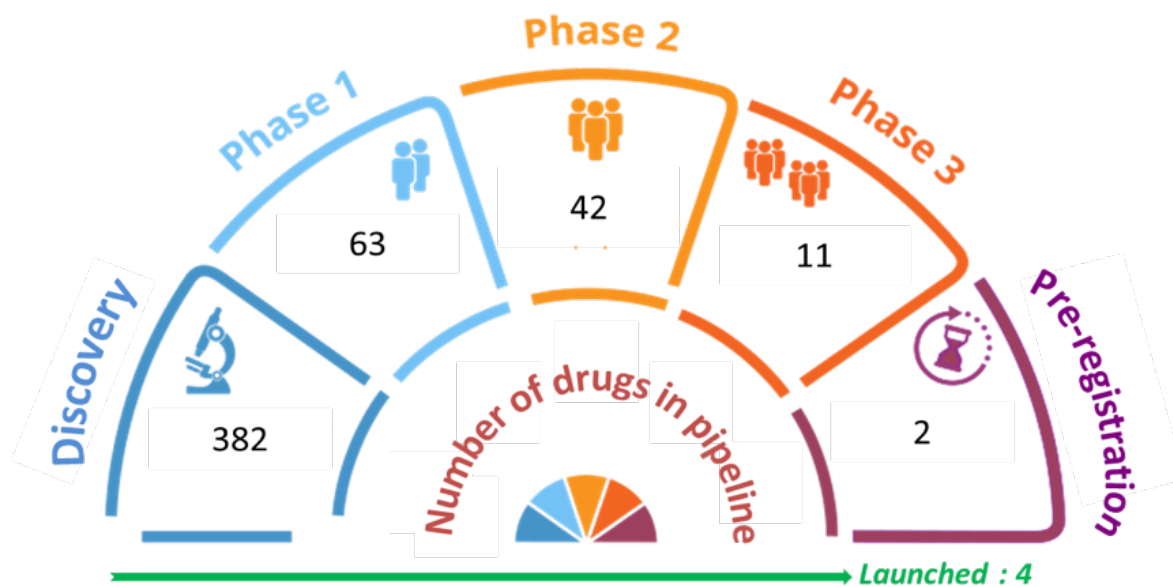 Phase 2
Phase 1
Phase 3
42
63
11
Discovery
Pre-registration
382
2
Number of drugs in pipeline
Launched : 4